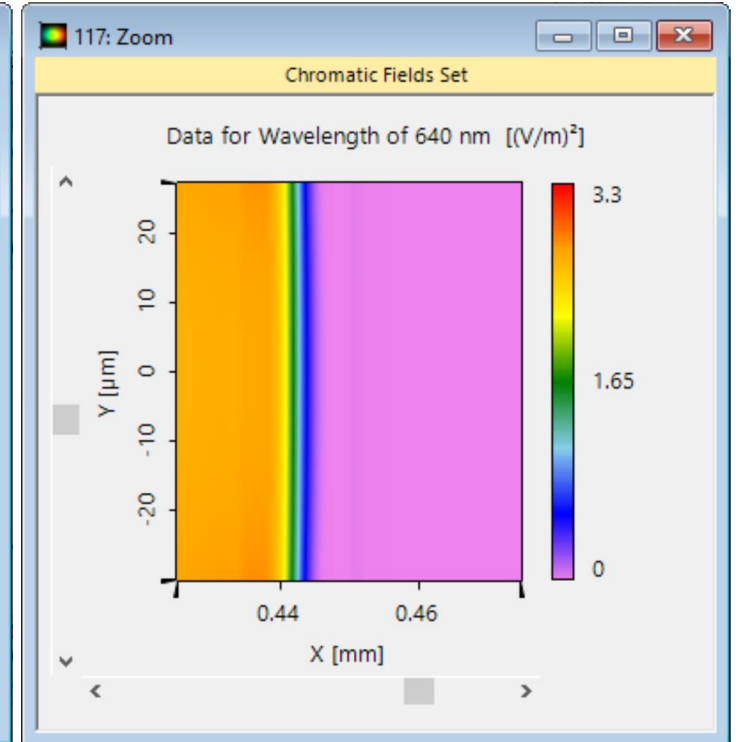 117: Zoom
Chromatic Fields Set
Data for Wavelength of 640 nm  [(V/m)²]
3.3
1.65
0
20
10
0
-10
-20
Y [µm]
0.44
0.46
X [mm]